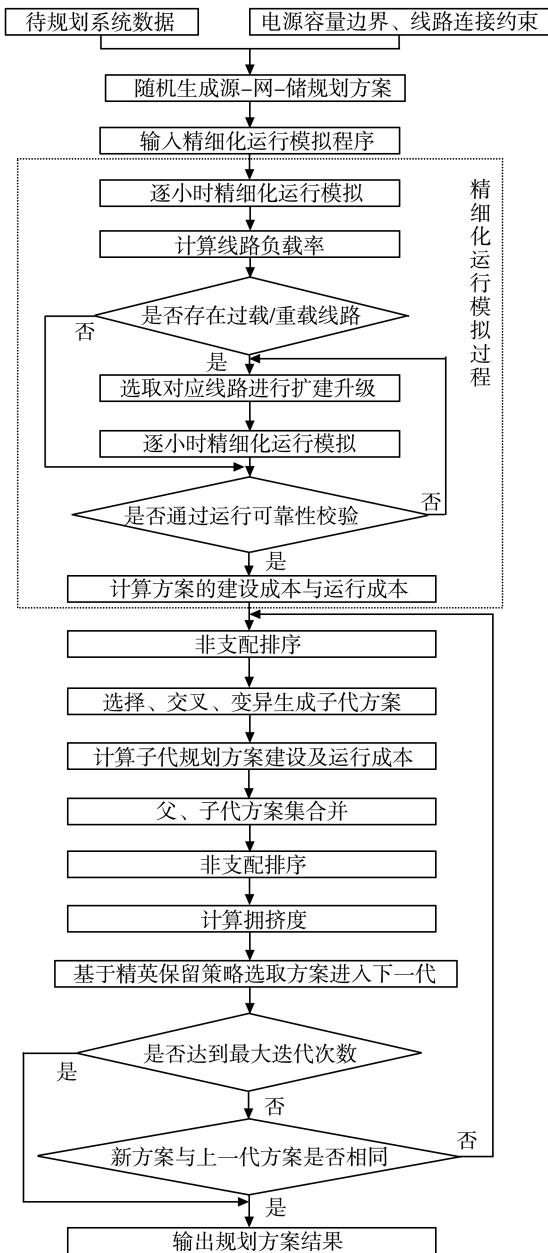 待规划系统数据
电源容量边界、线路连接约束
随机生成源–网–储规划方案
输入精细化运行模拟程序
精细化运行模拟过程
逐小时精细化运行模拟
计算线路负载率
是否存在过载/重载线路
否
是
选取对应线路进行扩建升级
逐小时精细化运行模拟
是否通过运行可靠性校验
否
是
计算方案的建设成本与运行成本
非支配排序
选择、交叉、变异生成子代方案
计算子代规划方案建设及运行成本
父、子代方案集合并
非支配排序
计算拥挤度
基于精英保留策略选取方案进入下一代
是否达到最大迭代次数
是
否
新方案与上一代方案是否相同
否
是
输出规划方案结果